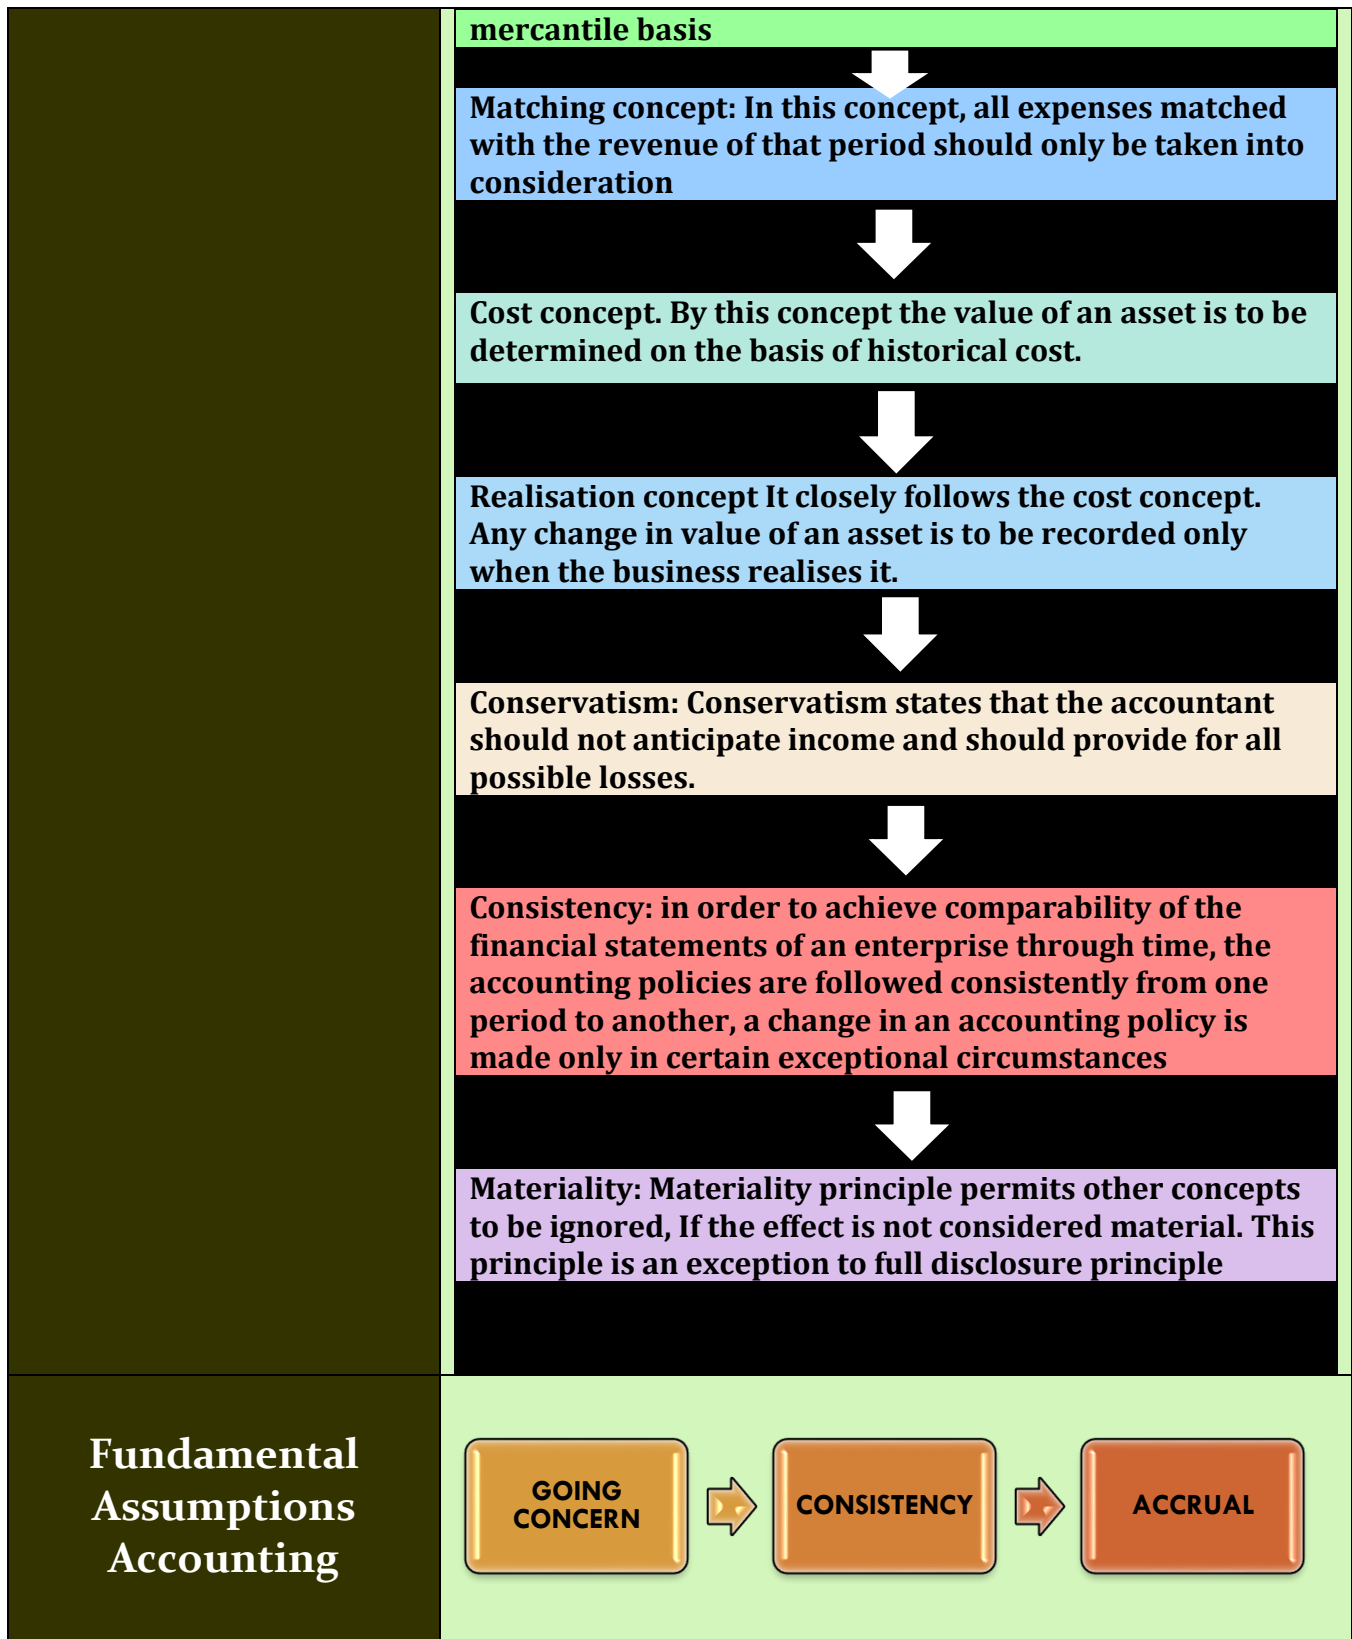 mercantile basis
Matching concept: In this concept, all expenses matched
with the revenue of that period should only be taken into
consideration
Cost concept. By this concept the value of an asset is to be
determined on the basis of historical cost.
Realisation concept It closely follows the cost concept.
Any change in value of an asset is to be recorded only
when the business realises it.
Conservatism: Conservatism states that the accountant
should not anticipate income and should provide for all
possible losses.
Consistency: in order to achieve comparability of the
financial statements of an enterprise through time, the
accounting policies are followed consistently from one
period to another, a change in an accounting policy is
made only in certain exceptional circumstances
Materiality: Materiality principle permits other concepts
to be ignored, If the effect is not considered material. This
principle is an exception to full disclosure principle
Fundamental
Assumptions
Accounting
GOING
CONCERN
CONSISTENCY
ACCRUAL